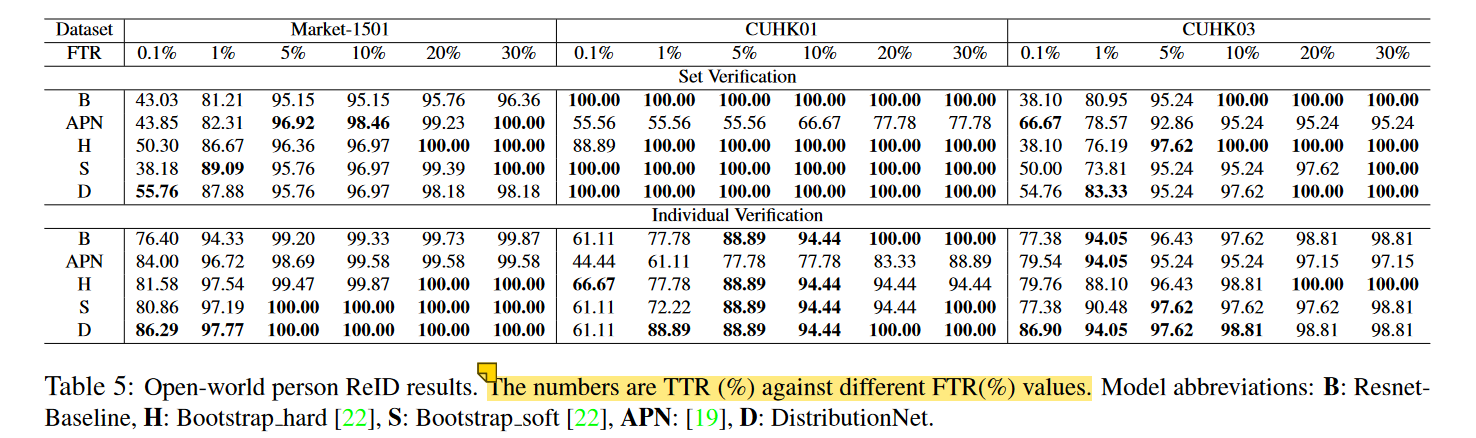 Dataset Market-1501 CUHK01 CUHK03
FTR 0.1% 1% 5% 10% 20% 30% 0.1% 1% 5% 10% 20% 30% 0.1% 1% 5% 10% 20% 30%
Set Verification
B 43.03 81.21 95.15 95.15 95.76 96.36 100.00 100.00 100.00 100.00 100.00 100.00 38.10 80.95 95.24 100.00 100.00 100.00
APN 43.85 82.31 96.92 98.46 99.23 100.00 55.56 55.56 55.56 66.67 77.78 77.78 66.67 78.57 92.86 95.24 95.24 95.24
H 50.30 86.67 96.36 96.97 100.00 100.00 88.89 100.00 100.00 100.00 100.00 100.00 38.10 76.19 97.62 100.00 100.00 100.00
S 38.18 89.09 95.76 96.97 99.39 100.00 100.00 100.00 100.00 100.00 100.00 100.00 50.00 73.81 95.24 95.24 97.62 100.00
D 55.76 87.88 95.76 96.97 98.18 98.18 100.00 100.00 100.00 100.00 100.00 100.00 54.76 83.33 95.24 97.62 100.00 100.00
Individual Verification
B 76.40 94.33 99.20 99.33 99.73 99.87 61.11 77.78 88.89 94.44 100.00 100.00 77.38 94.05 96.43 97.62 98.81 98.81
APN 84.00 96.72 98.69 99.58 99.58 99.58 44.44 61.11 77.78 77.78 83.33 88.89 79.54 94.05 95.24 95.24 97.15 97.15
H 81.58 97.54 99.47 99.87 100.00 100.00 66.67 77.78 88.89 94.44 94.44 94.44 79.76 88.10 96.43 98.81 100.00 100.00
S 80.86 97.19 100.00 100.00 100.00 100.00 61.11 72.22 88.89 94.44 94.44 100.00 77.38 90.48 97.62 97.62 97.62 98.81
D 86.29 97.77 100.00 100.00 100.00 100.00 61.11 88.89 88.89 94.44 100.00 100.00 86.90 94.05 97.62 98.81 98.81 98.81
Table 5: Open-world person ReID results. The numbers are TTR (%) against different FTR(%) values. Model abbreviations: B: Resnet-
Baseline, H: Bootstrap_hard [22], S: Bootstrap_soft [22], APN: [19], D: DistributionNet.